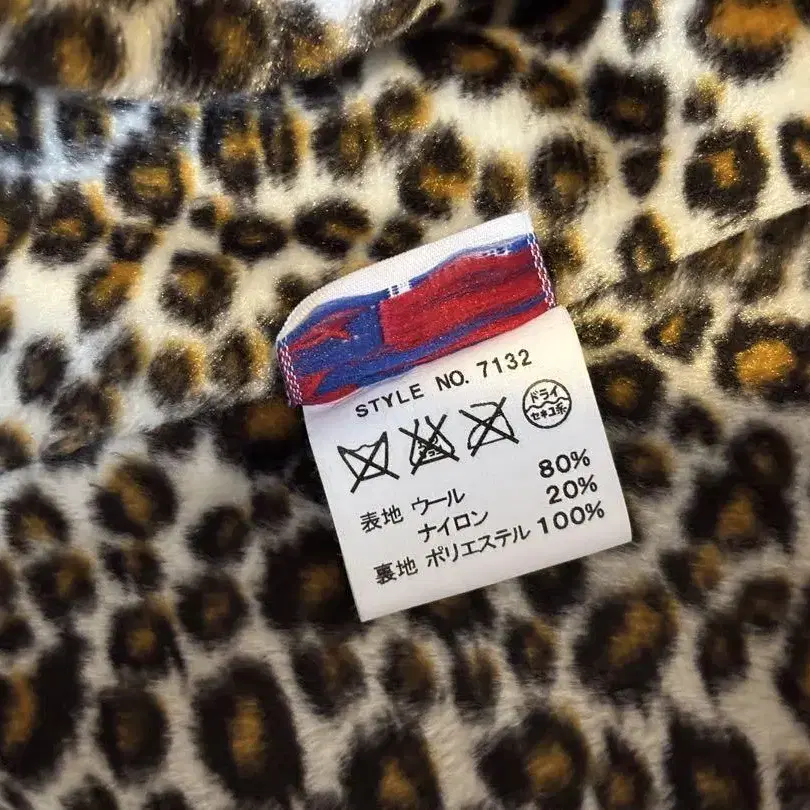 STYLE NO. 7132
ドライ
セキユ系
表地 ウール 80%
ナイロン 20%
裏地 ポリエステル 100%